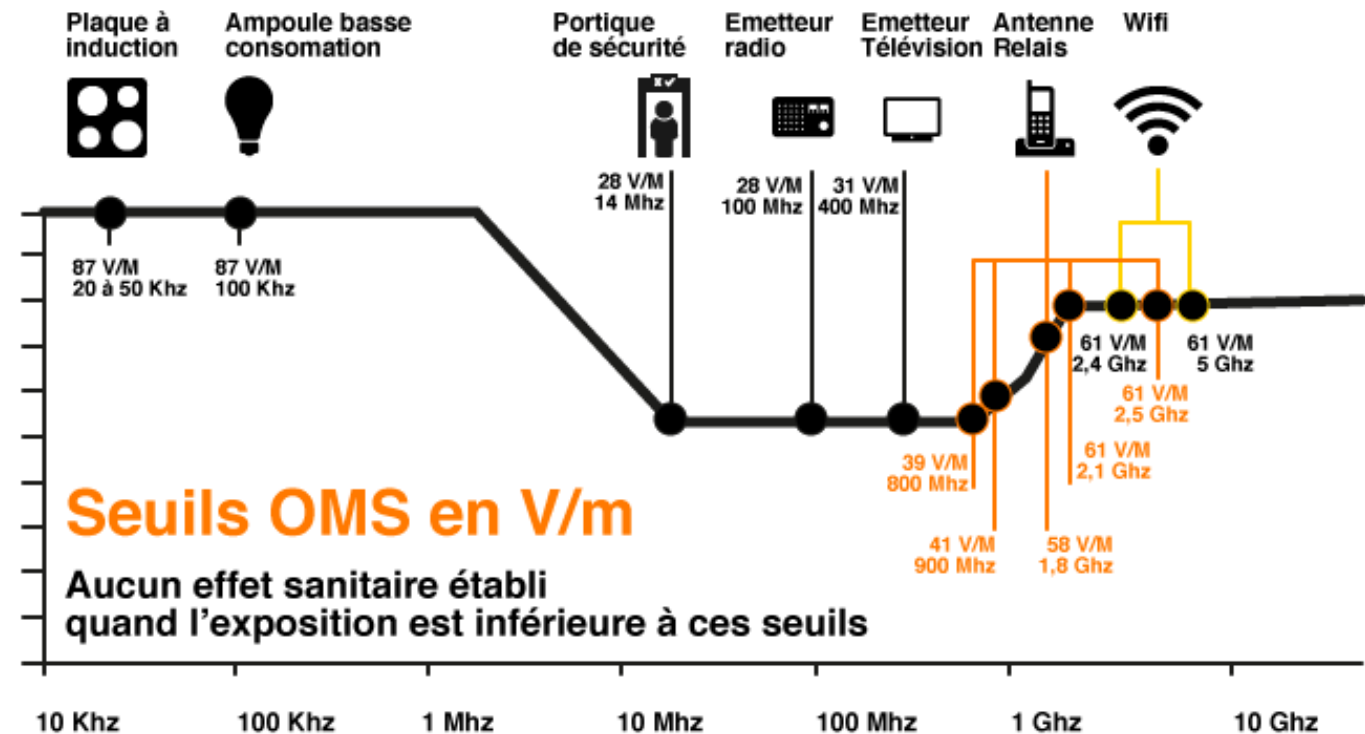 Plaque à
induction
Ampoule basse
consomation
Portique
de sécurité
Emetteur
radio
Emetteur
Télévision
Antenne
Relais
Wifi
28 V/M
14 Mhz
28 V/M
100 Mhz
31 V/M
400 Mhz
87 V/M
20 à 50 Khz
87 V/M
100 Khz
61 V/M
2,4 Ghz
61 V/M
5 Ghz
61 V/M
2,5 Ghz
61 V/M
2,1 Ghz
39 V/M
800 Mhz
41 V/M
900 Mhz
58 V/M
1,8 Ghz
Seuils OMS en V/m
Aucun effet sanitaire établi
quand l'exposition est inférieure à ces seuils
10 Khz
100 Khz
1 Mhz
10 Mhz
100 Mhz
1 Ghz
10 Ghz